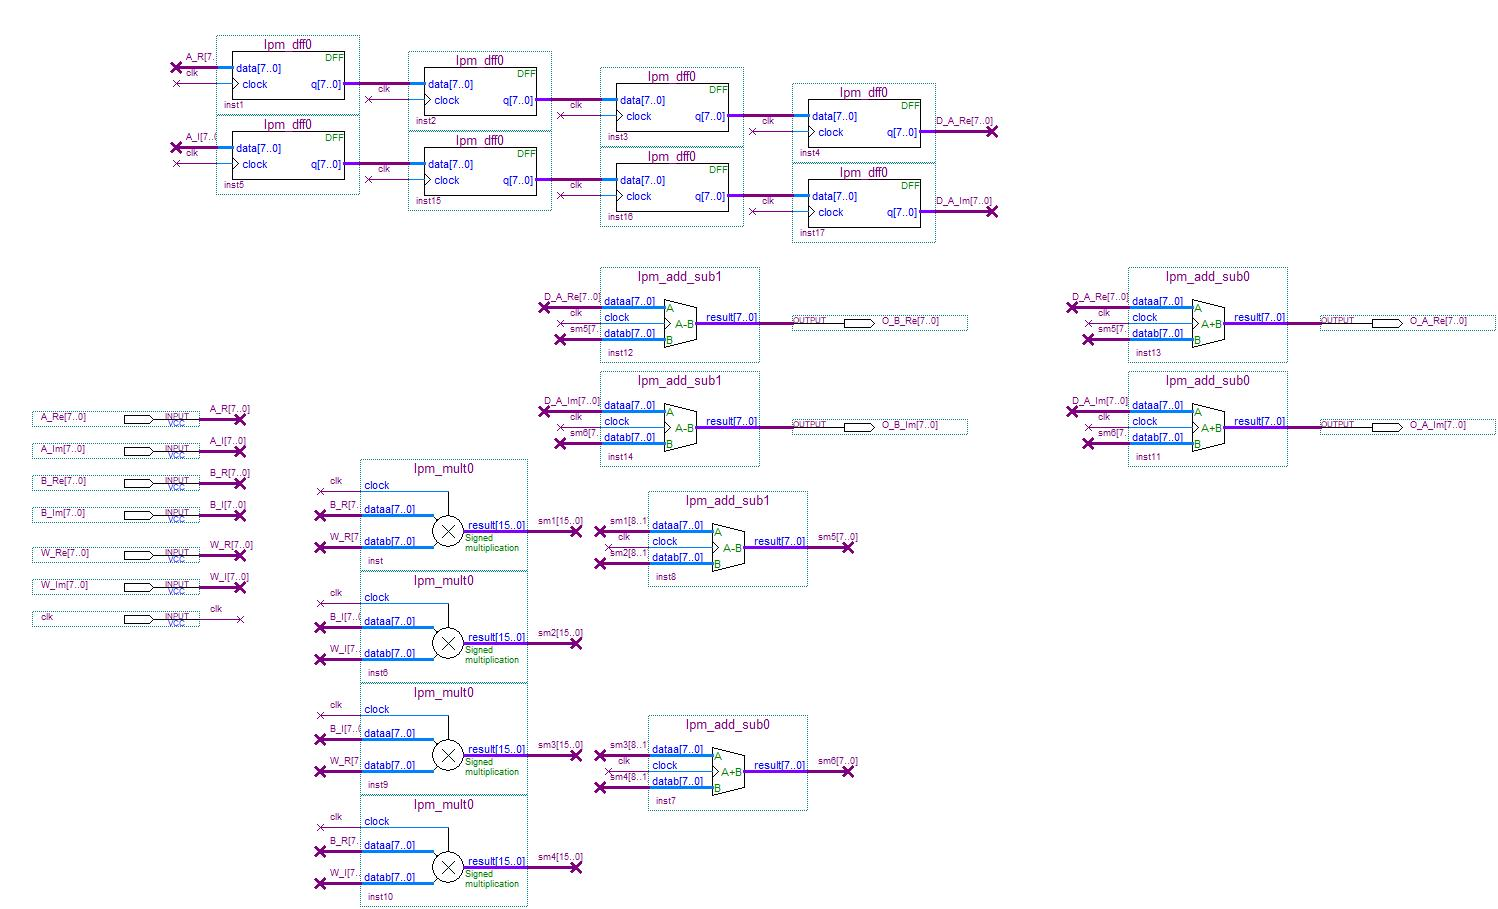 lpm_dff0
A_R[7.
clk
data[7..0]
clock
DFF
q[7..0]
inst1
lpm_dff0
clk
data[7..0]
clock
DFF
q[7..0]
inst2
lpm_dff0
clk
data[7..0]
clock
DFF
q[7..0]
inst3
lpm_dff0
clk
data[7..0]
clock
DFF
q[7..0]
inst4
D_A_Re[7..0]
lpm_dff0
A_I[7..(
clk
data[7..0]
clock
DFF
q[7..0]
inst5
lpm_dff0
clk
data[7..0]
clock
DFF
q[7..0]
inst15
lpm_dff0
clk
data[7..0]
clock
DFF
q[7..0]
inst16
lpm_dff0
clk
data[7..0]
clock
DFF
q[7..0]
inst17
D_A_Im[7..0]
lpm_add_sub1
D_A_Re[7..0]
clk
sm5[7.
dataa[7..0]
clock
datab[7..0]
A
A-B
B
result[7..0]
inst12
OUTPUT
O_B_Re[7..0]
lpm_add_sub0
D_A_Re[7..0]
clk
sm5[7.
dataa[7..0]
clock
datab[7..0]
A
A+B
B
result[7..0]
inst13
OUTPUT
O_A_Re[7..0]
lpm_add_sub1
D_A_Im[7..0]
clk
sm6[7.
dataa[7..0]
clock
datab[7..0]
A
A-B
B
result[7..0]
inst14
OUTPUT
O_B_Im[7..0]
lpm_add_sub0
D_A_Im[7..0]
clk
sm6[7.
dataa[7..0]
clock
datab[7..0]
A
A+B
B
result[7..0]
inst11
OUTPUT
O_A_Im[7..0]
A_Re[7..0]
INPUT
VCC
A_R[7..0]
A_Im[7..0]
INPUT
VCC
A_I[7..0]
B_Re[7..0]
INPUT
VCC
B_R[7..0]
B_Im[7..0]
INPUT
VCC
B_I[7..0]
W_Re[7..0]
INPUT
VCC
W_R[7..0]
W_Im[7..0]
INPUT
VCC
W_I[7..0]
clk
INPUT
VCC
clk
lpm_mult0
clk
B_R[7.
W_R[7
clock
dataa[7..0]
datab[7..0]
result[15..0]
Signed
multiplication
inst
sm1[15..0]
lpm_add_sub1
sm1[8..1
clk
sm2[8..1
dataa[7..0]
clock
datab[7..0]
A
A-B
B
result[7..0]
inst8
sm5[7..0]
lpm_mult0
clk
B_I[7..
W_I[7.
clock
dataa[7..0]
datab[7..0]
result[15..0]
Signed
multiplication
inst6
sm2[15..0]
lpm_mult0
clk
B_I[7..
W_R[7
clock
dataa[7..0]
datab[7..0]
result[15..0]
Signed
multiplication
inst9
sm3[15..0]
lpm_add_sub0
sm3[8..1
clk
sm4[8..1
dataa[7..0]
clock
datab[7..0]
A
A+B
B
result[7..0]
inst7
sm6[7..0]
lpm_mult0
clk
B_R[7.
W_I[7.
clock
dataa[7..0]
datab[7..0]
result[15..0]
Signed
multiplication
inst10
sm4[15..0]